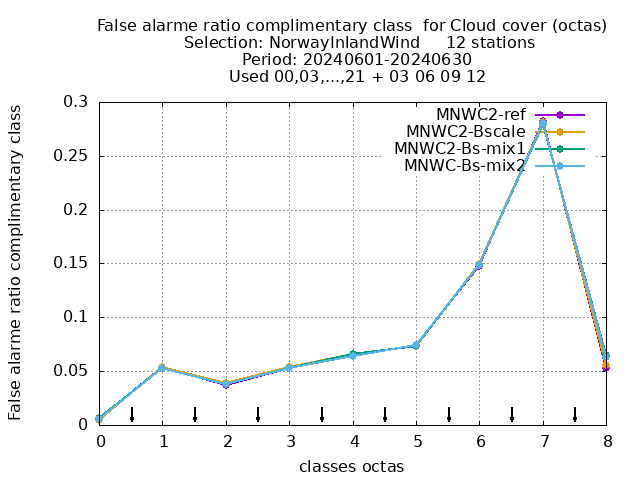 False alarme ratio complimentary class  for Cloud cover (octas)
Selection: NorwayInlandWind     12 stations
Period: 20240601-20240630
Used 00,03,...,21 + 03 06 09 12
False alarme ratio complimentary class
0.3
0.25
0.2
0.15
0.1
0.05
0
MNWC2-ref
MNWC2-Bscale
MNWC2-Bs-mix1
MNWC-Bs-mix2
0 1 2 3 4 5 6 7 8
classes octas